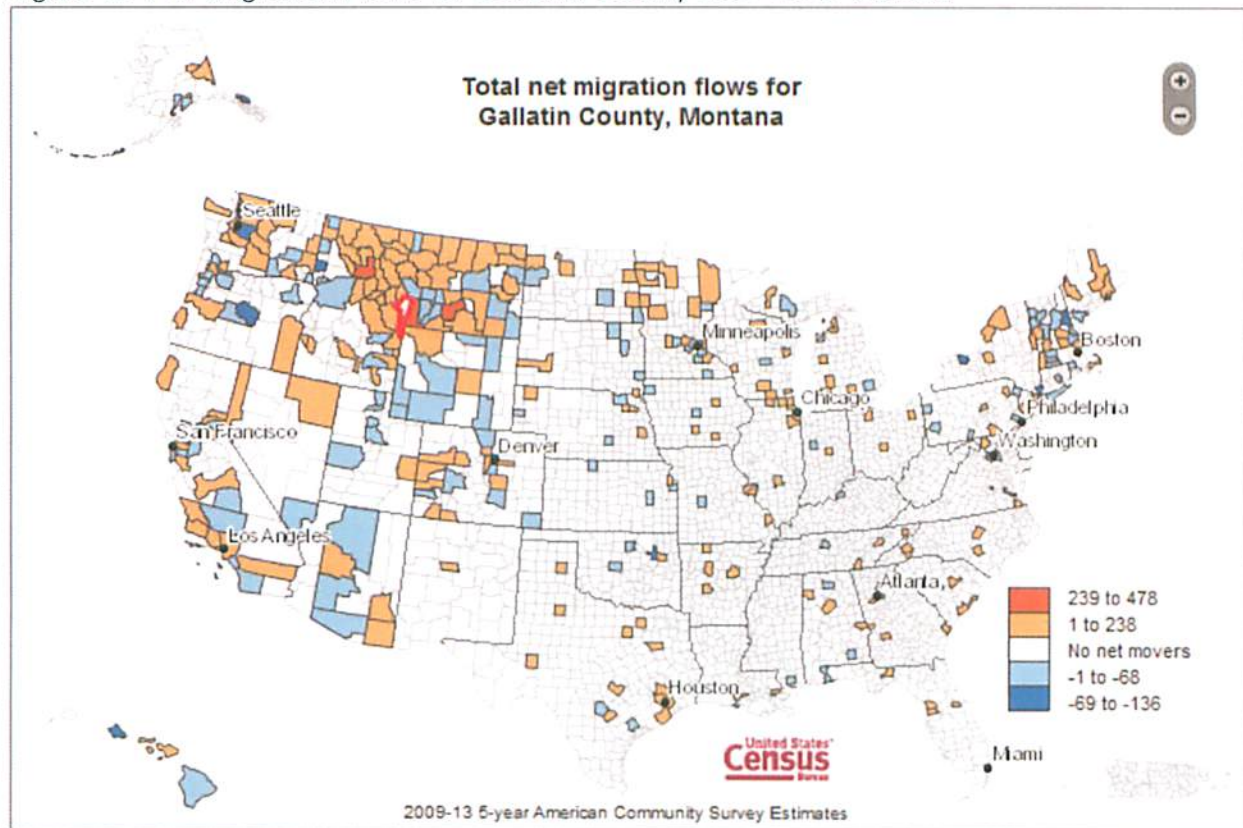 Total net migration flows for
Gallatin County, Montana
+
−
Seattle
Minneapolis
Boston
Chicago
Philadelphia
San Francisco
Denver
Washington
Los Angeles
Atlanta
239 to 478
1 to 238
No net movers
-1 to -68
-69 to -136
Houston
United States®
Census
Bureau
Miami
2009-13 5-year American Community Survey Estimates